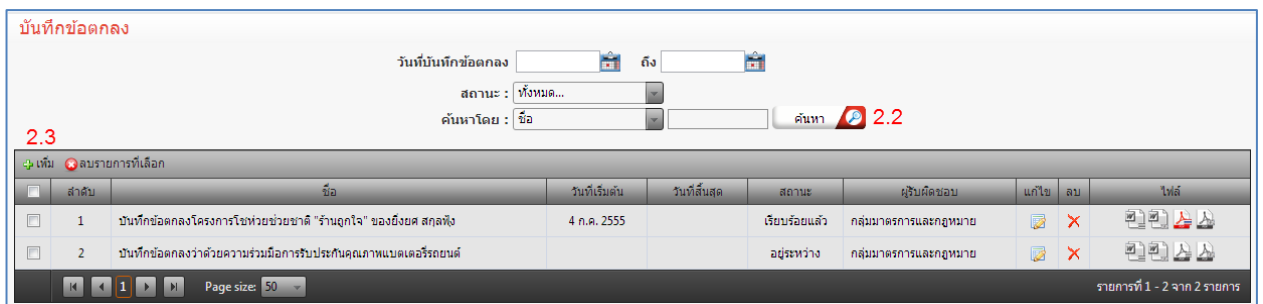 บันทึกข้อตกลง
วันที่บันทึกข้อตกลง ถึง
สถานะ : ทั้งหมด...
ค้นหาโดย : ชื่อ ค้นหา 2.2
2.3
เพิ่ม ลบรายการที่เลือก
ลำดับ ชื่อ วันที่เริ่มต้น วันที่สิ้นสุด สถานะ ผู้รับผิดชอบ แก้ไข ลบ ไฟล์
1 บันทึกข้อตกลงโครงการโชห่วยช่วยชาติ "ร้านถูกใจ" ของยิ่งยศ สกุลฟัง 4 ก.ค. 2555 เรียบร้อยแล้ว กลุ่มมาตรการและกฎหมาย
2 บันทึกข้อตกลงว่าด้วยความร่วมมือการรับประกันคุณภาพแบตเตอรี่รถยนต์ อยู่ระหว่าง กลุ่มมาตรการและกฎหมาย
1 Page size: 50 รายการที่ 1 - 2 จาก 2 รายการ